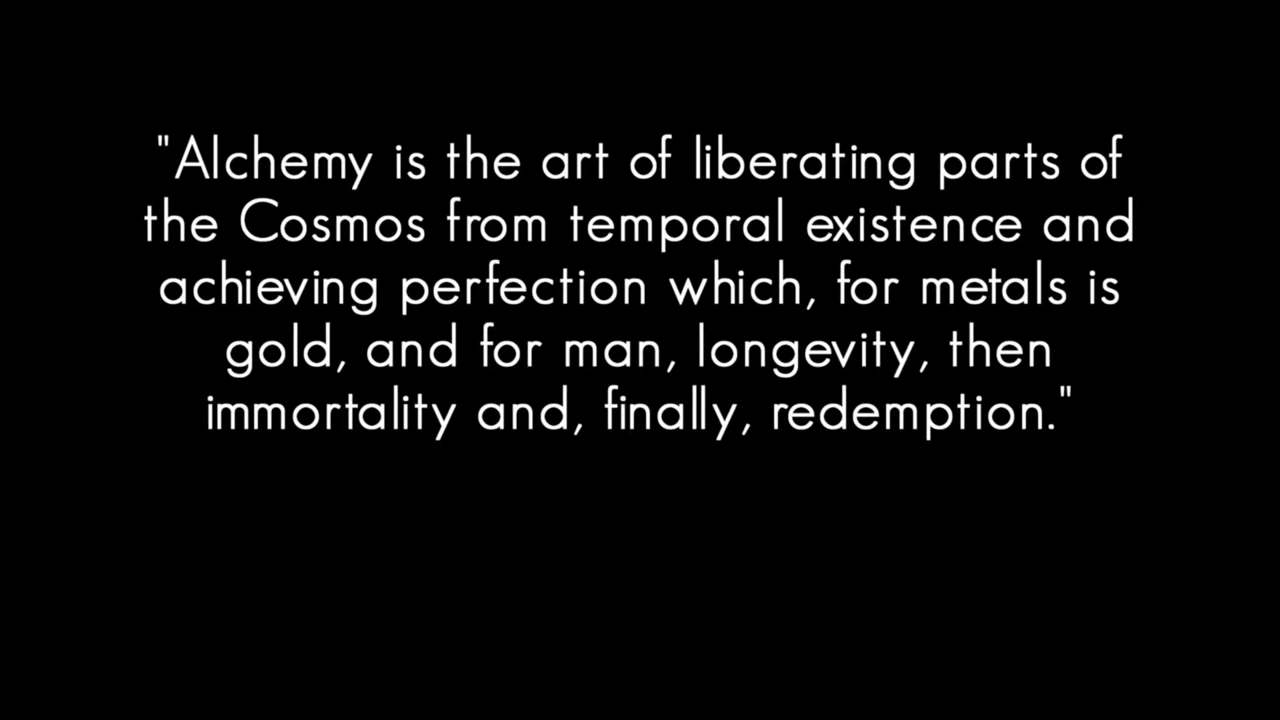 "Alchemy is the art of liberating parts of
the Cosmos from temporal existence and
achieving perfection which, for metals is
gold, and for man, longevity, then
immortality and, finally, redemption."